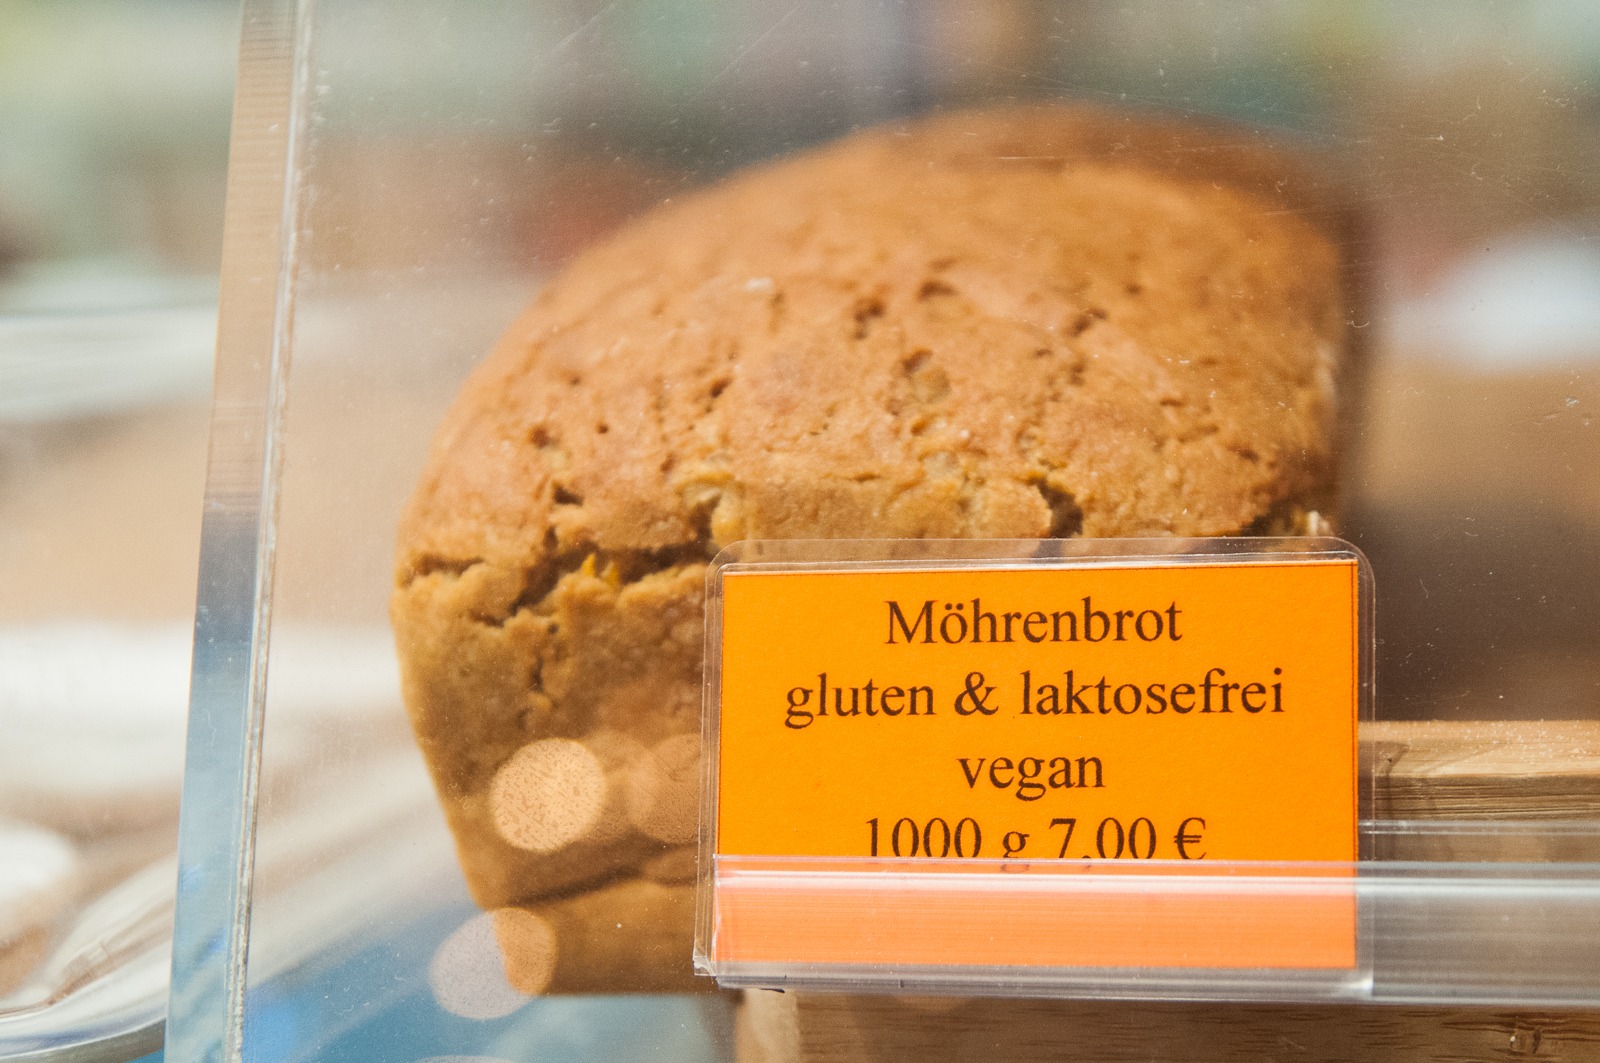 Möhrenbrot
gluten & laktosefrei
vegan
1000 g 7,00 €